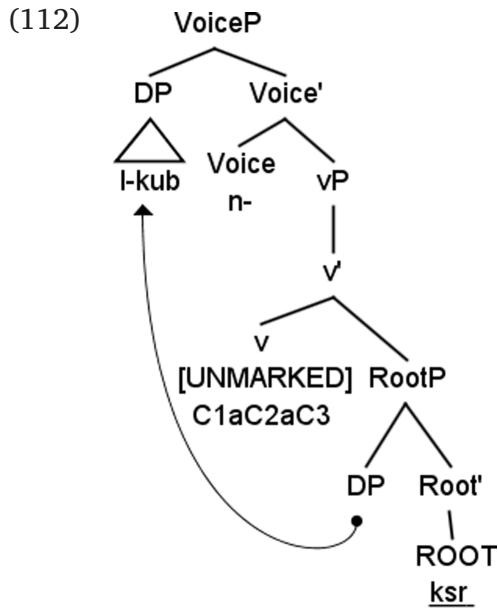 (112) VoiceP
DP Voice'
l-kub Voice vP
n-
v'
v
[UNMARKED] RootP
C1aC2aC3
DP Root'
ROOT
ksr